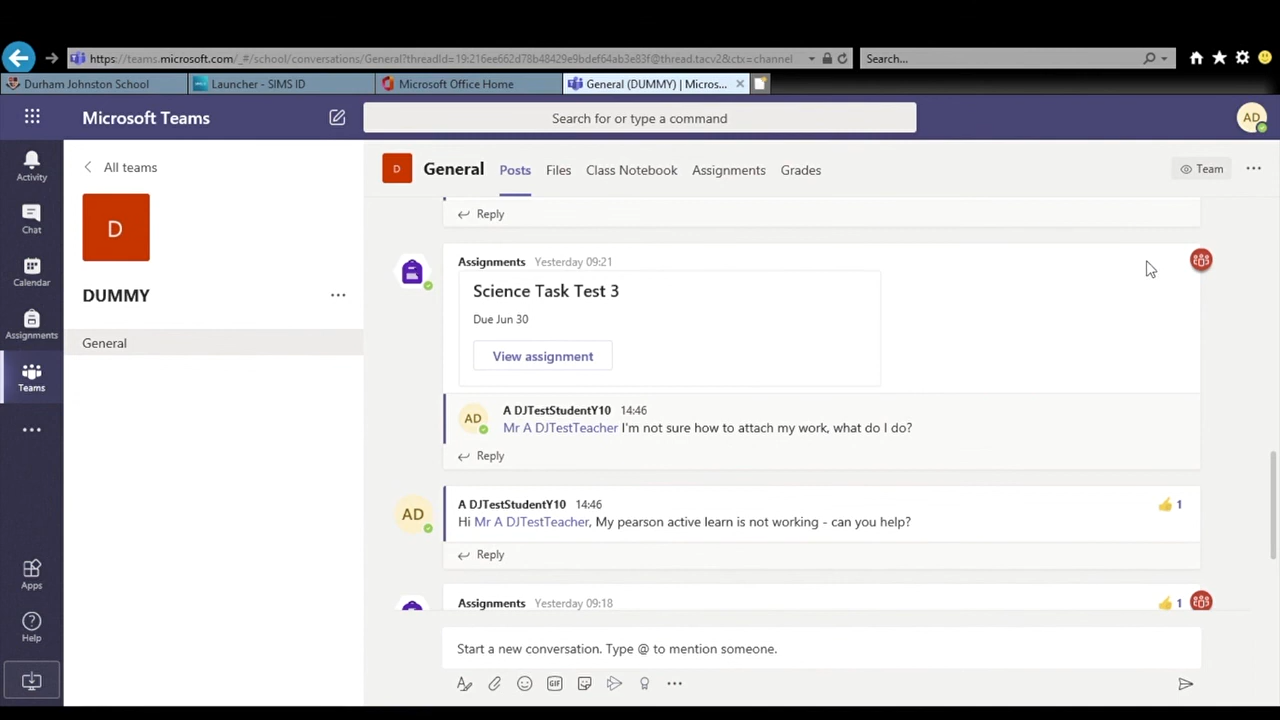 https://teams.microsoft.com/_#/school/conversations/General?threadId=19:216ee662d78b48429e9bdef64ab3e83f@thread.tacv2&ctx=channel
Search...
Durham Johnston School
Launcher - SIMS ID
Microsoft Office Home
General (DUMMY) | Micros...
Microsoft Teams
Search for or type a command
AD
Activity
Chat
Calendar
Assignments
Teams
Apps
Help
All teams
D
DUMMY
General
D
General
Posts
Files
Class Notebook
Assignments
Grades
Team
Reply
Assignments Yesterday 09:21
Science Task Test 3
Due Jun 30
View assignment
AD
A DJTestStudentY10 14:46
Mr A DJTestTeacher I'm not sure how to attach my work, what do I do?
Reply
AD
A DJTestStudentY10 14:46
1
Hi Mr A DJTestTeacher, My pearson active learn is not working - can you help?
Reply
Assignments Yesterday 09:18
1
Start a new conversation. Type @ to mention someone.
GIF